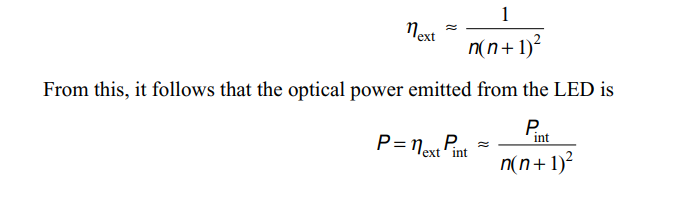 η_ext ≈ 1 / n(n + 1)²
From this, it follows that the optical power emitted from the LED is
P = η_ext P_int ≈ P_int / n(n + 1)²